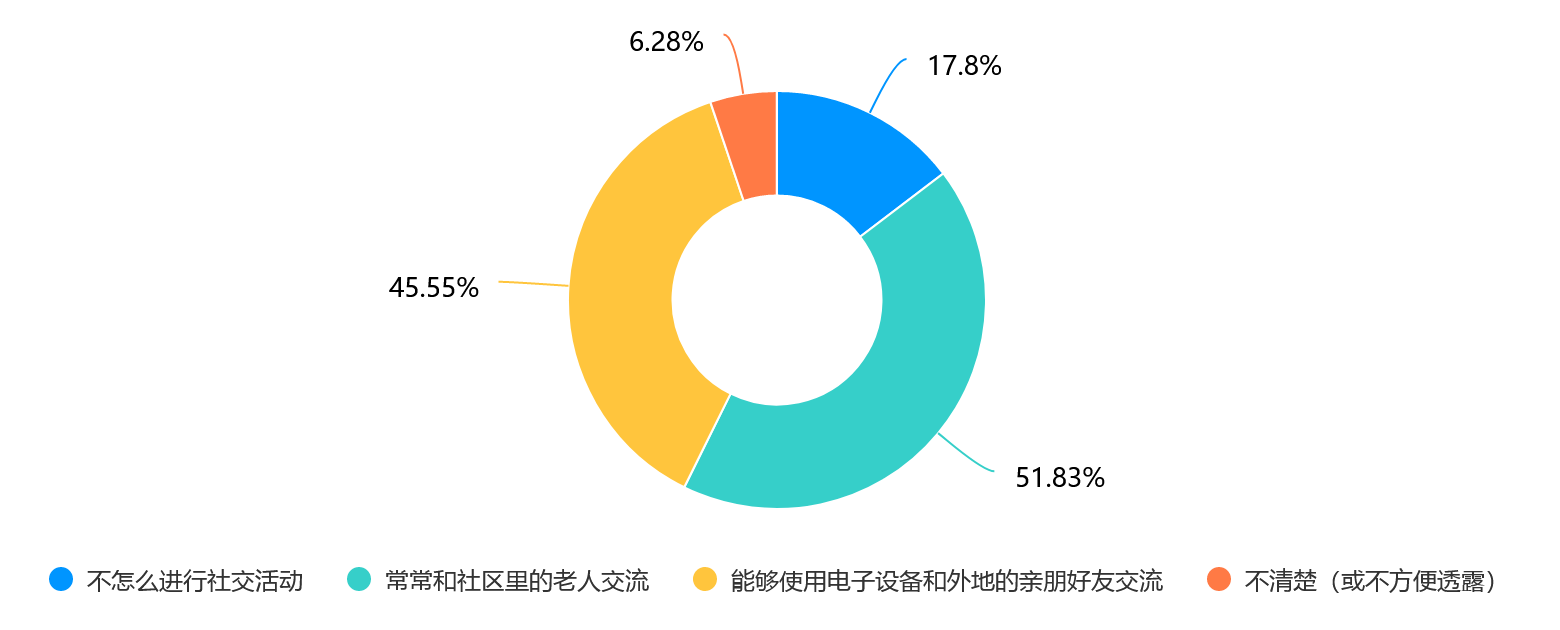 6.28%
17.8%
45.55%
51.83%
不怎么进行社交活动
常常和社区里的老人交流
能够使用电子设备和外地的亲朋好友交流
不清楚（或不方便透露）